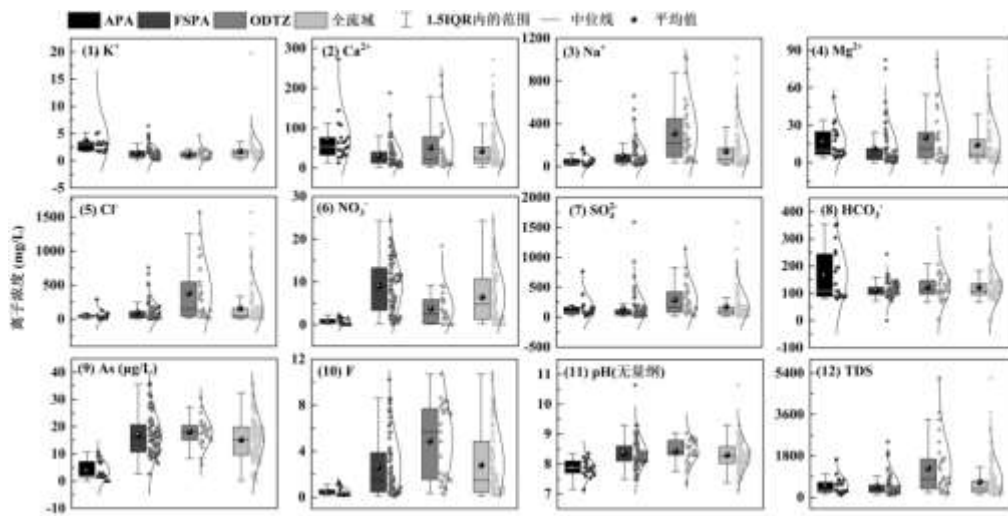 APA FSPA ODTZ 全流域 1.5IQR内的范围 中位线 平均值
(1) K⁺ (2) Ca²⁺ (3) Na⁺ (4) Mg²⁺
20 15 10 5 0 -5
300 200 100 0
1200 800 400 0
90 60 30 0
(5) Cl⁻ (6) NO₃⁻ (7) SO₄²⁻ (8) HCO₃⁻
1500 1000 500 0
30 20 10 0
2000 1500 1000 500 0 -500
400 300 200 100 0 -100
离子浓度 (mg/L)
(9) As (μg/L) (10) F (11) pH(无量纲) (12) TDS
40 30 20 10 0 -10
12 8 4 0
11 10 9 8 7
5400 3600 1800 0